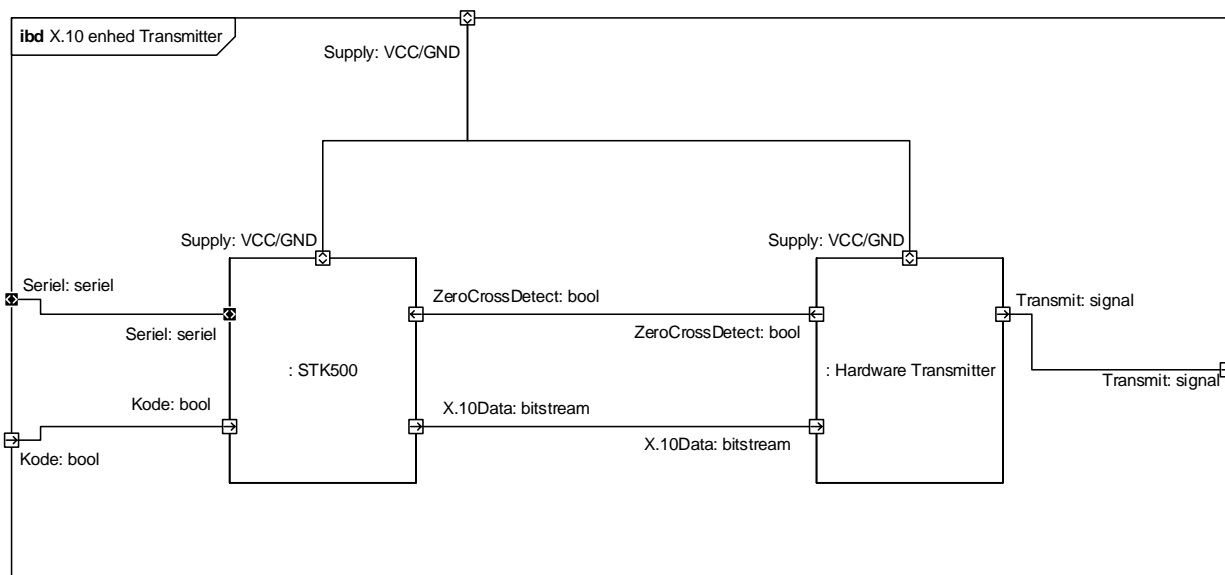 ibd X.10 enhed Transmitter
Supply: VCC/GND
Supply: VCC/GND
Supply: VCC/GND
Seriel: seriel
Seriel: seriel
ZeroCrossDetect: bool
ZeroCrossDetect: bool
Transmit: signal
Transmit: signal
: STK500
: Hardware Transmitter
Kode: bool
Kode: bool
X.10Data: bitstream
X.10Data: bitstream